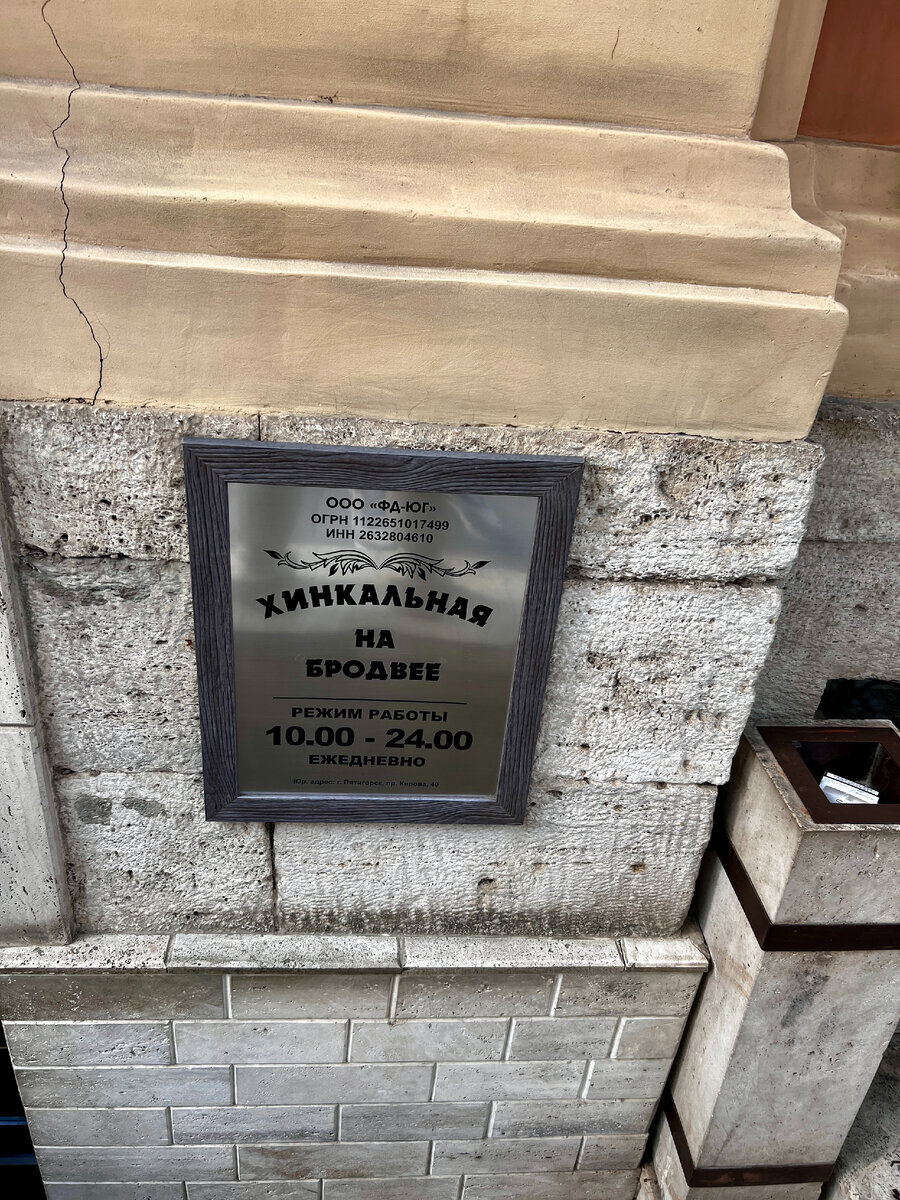 ООО «ФД-ЮГ»
ОГРН 1122651017499
ИНН 2632804610
ХИНКАЛЬНАЯ
НА
БРОДВЕЕ
РЕЖИМ РАБОТЫ
10.00 - 24.00
ЕЖЕДНЕВНО
Юр. адрес: г. Пятигорск, пр. Кирова, 40